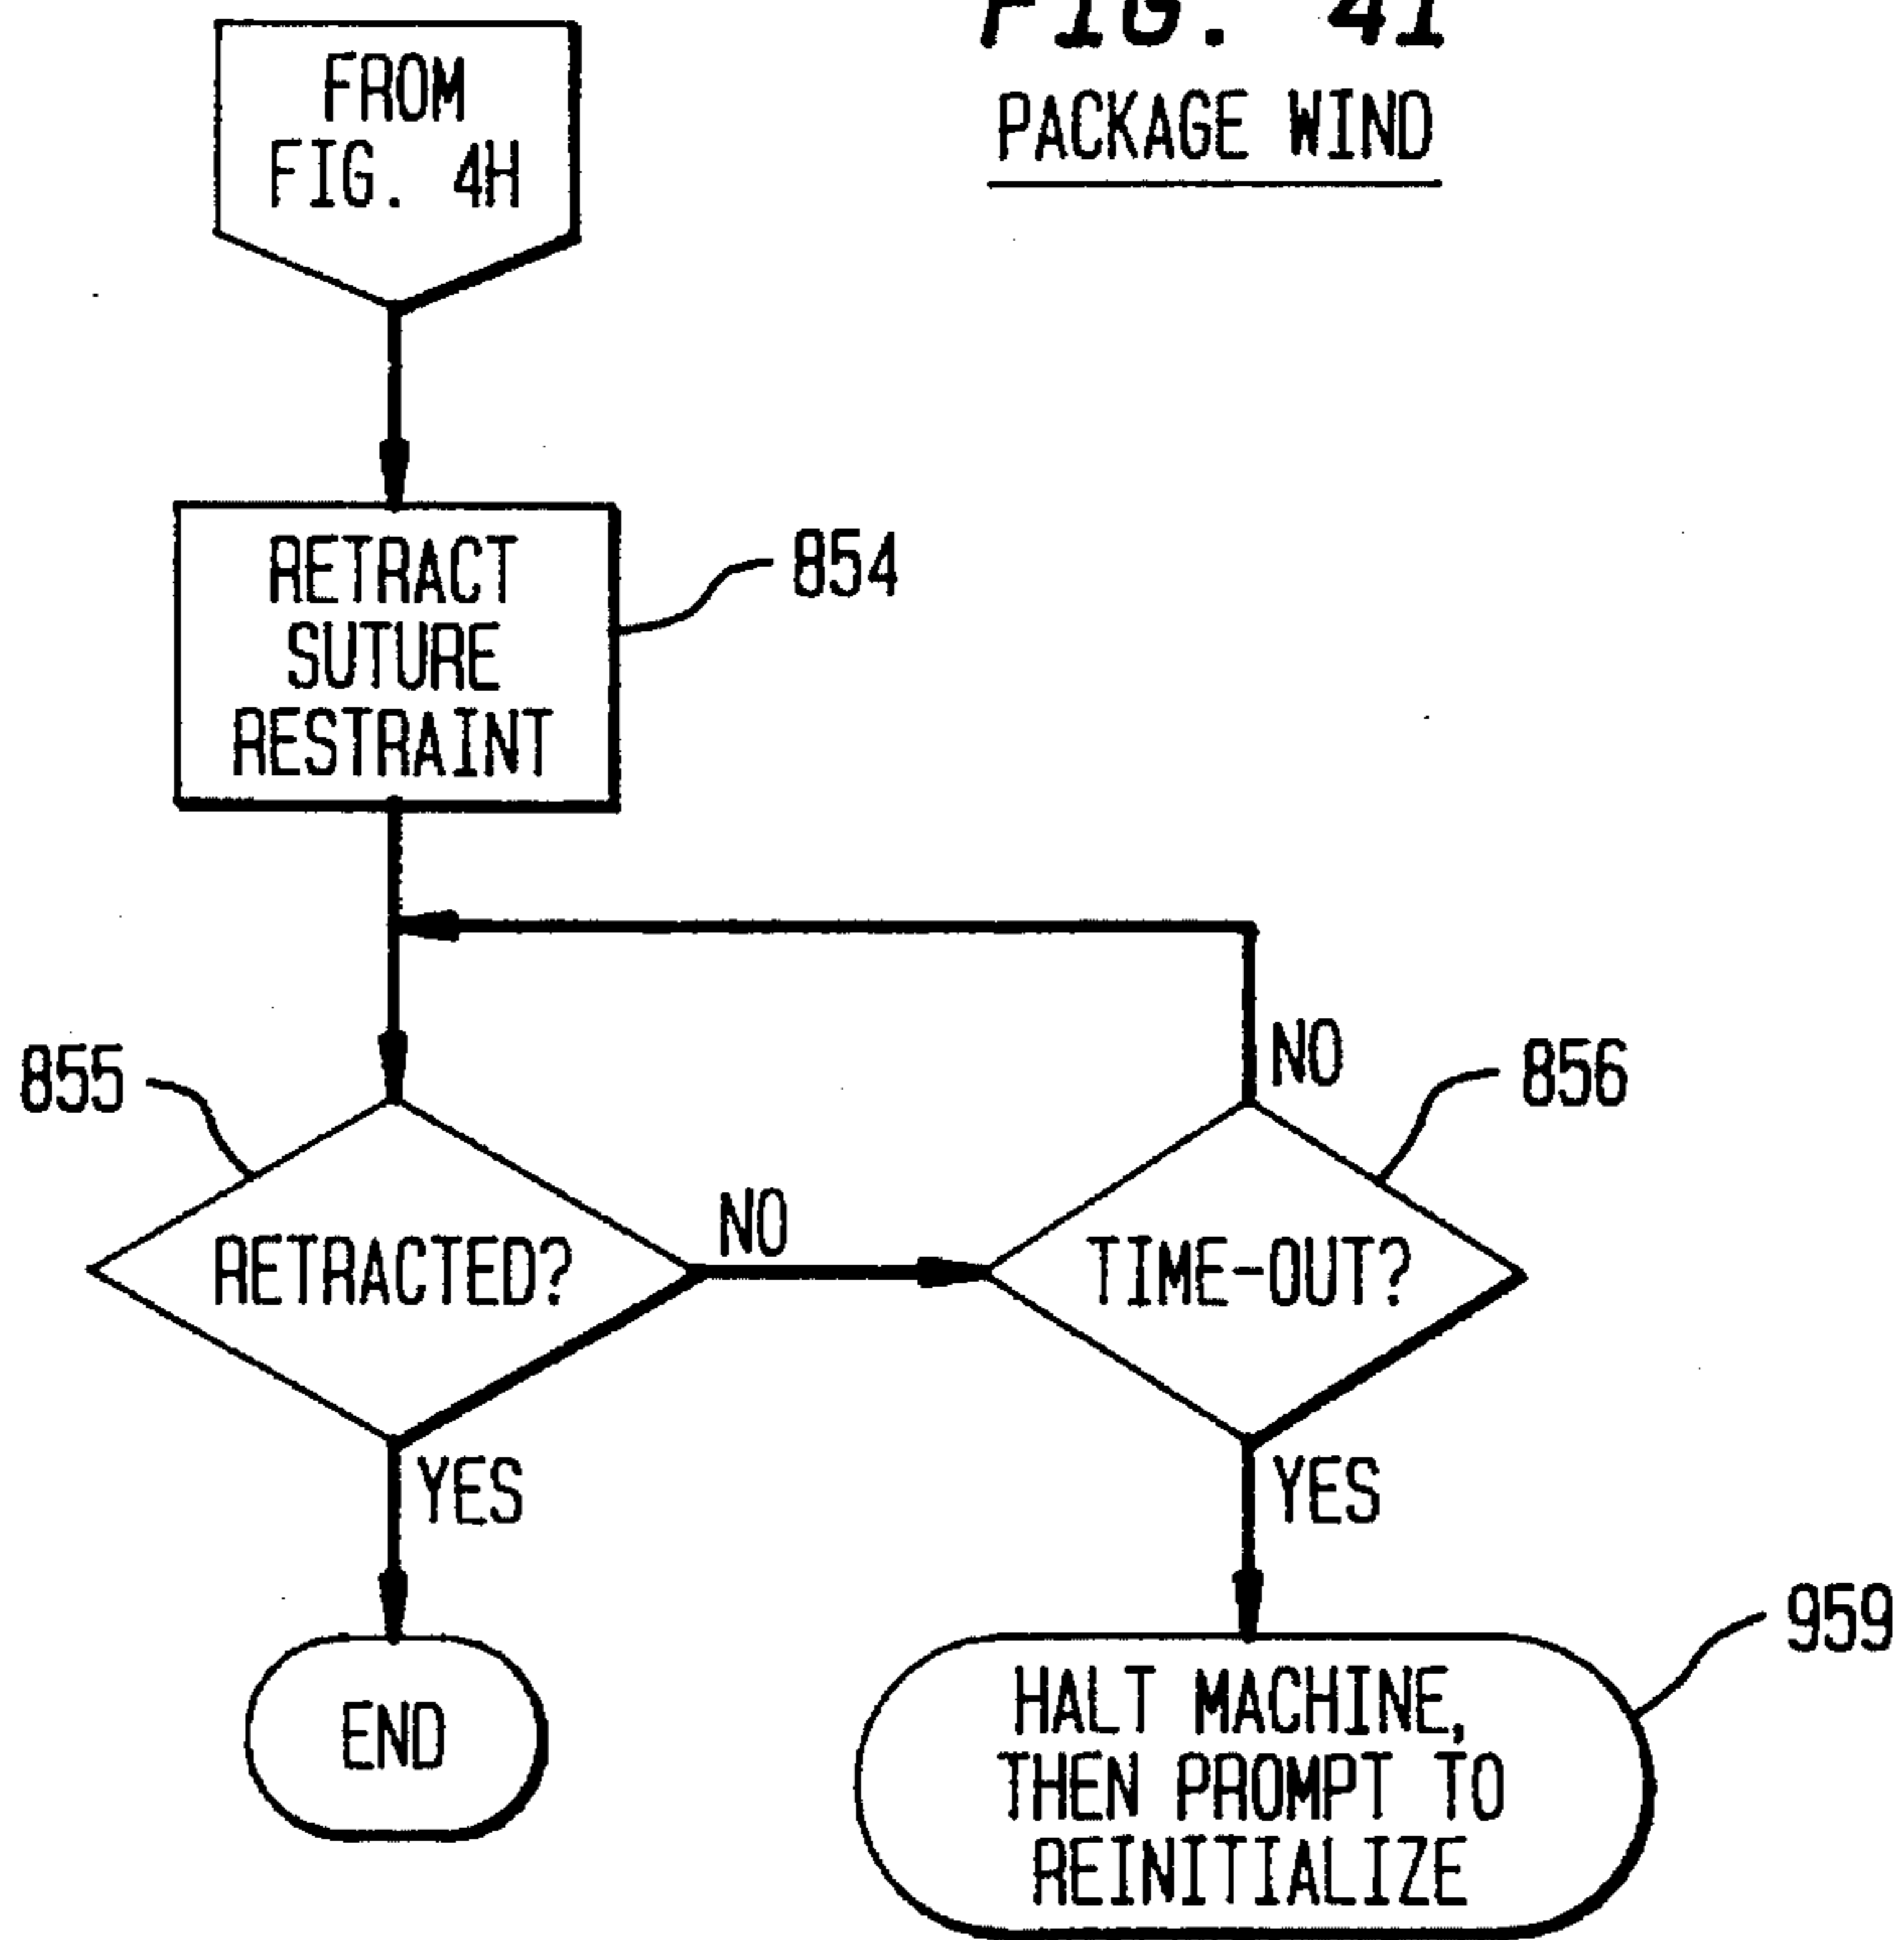 FIG. 4I
PACKAGE WIND
FROM
FIG. 4H
RETRACT
SUTURE
RESTRAINT
854
855
RETRACTED?
NO
856
NO
TIME-OUT?
YES
YES
END
959
HALT MACHINE,
THEN PROMPT TO
REINITIALIZE